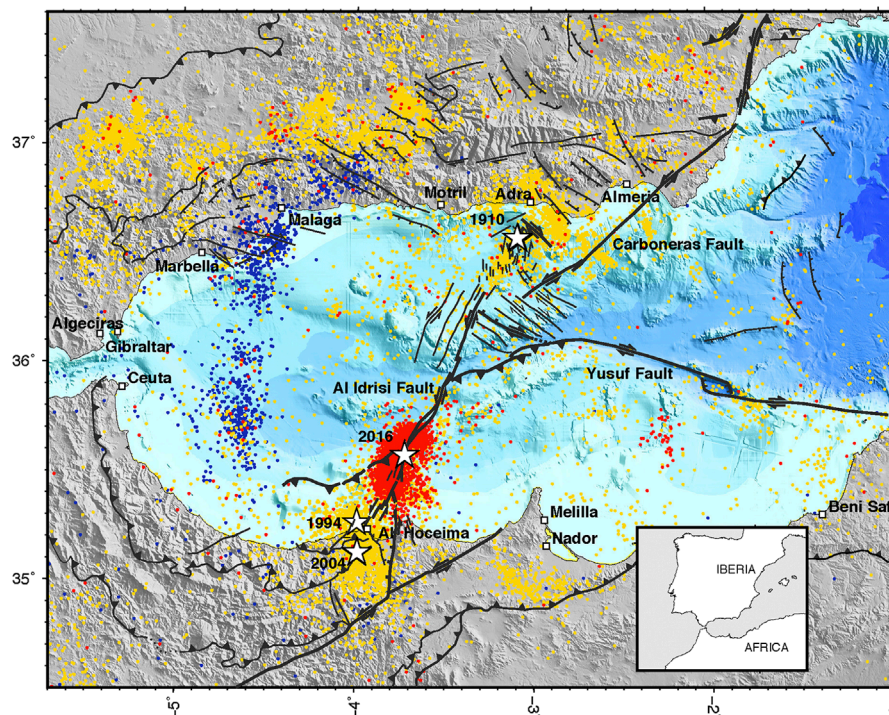 37°
36°
35°
-5°
-4°
-3°
-2°
Motril
Adra
Almeria
1910
Malaga
Carboneras Fault
Marbella
Algeciras
Gibraltar
Ceuta
Al Idrisi Fault
Yusuf Fault
2016
1994
Al-Hoceima
2004
Melilla
Nador
Beni Saf
IBERIA
AFRICA